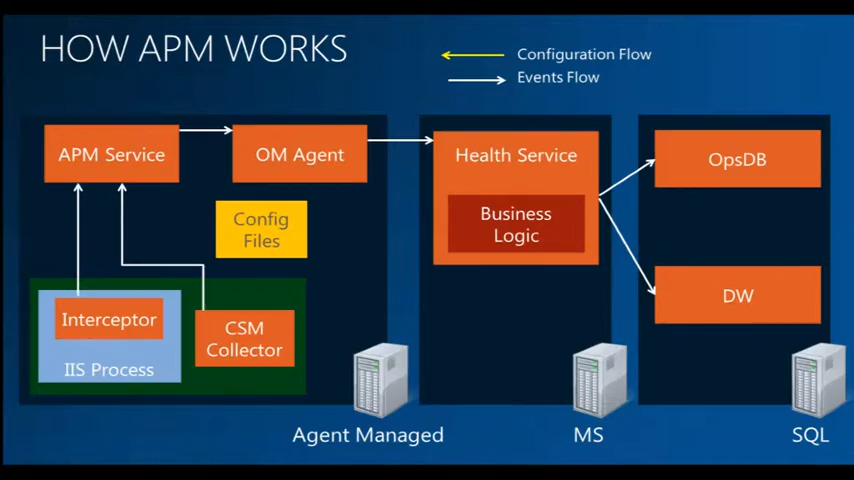 HOW APM WORKS
Configuration Flow
Events Flow
APM Service
OM Agent
Config
Files
Interceptor
IIS Process
CSM
Collector
Agent Managed
Health Service
Business
Logic
MS
OpsDB
DW
SQL